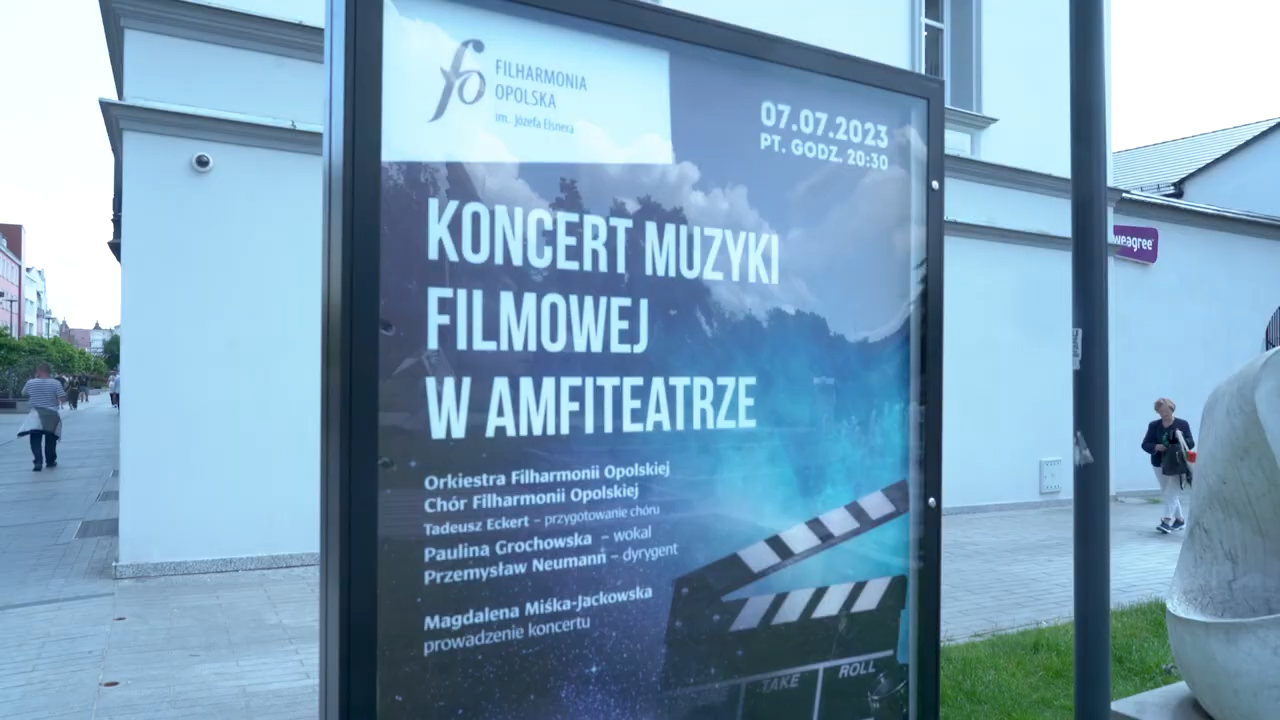 fo
FILHARMONIA
OPOLSKA
im. Józefa Elsnera
07.07.2023
PT. GODZ. 20:30
KONCERT MUZYKI
FILMOWEJ
W AMFITEATRZE
Orkiestra Filharmonii Opolskiej
Chór Filharmonii Opolskiej
Tadeusz Eckert – przygotowanie chóru
Paulina Grochowska – wokal
Przemysław Neumann – dyrygent
Magdalena Miśka-Jackowska
prowadzenie koncertu
TAKE
ROLL
weagree